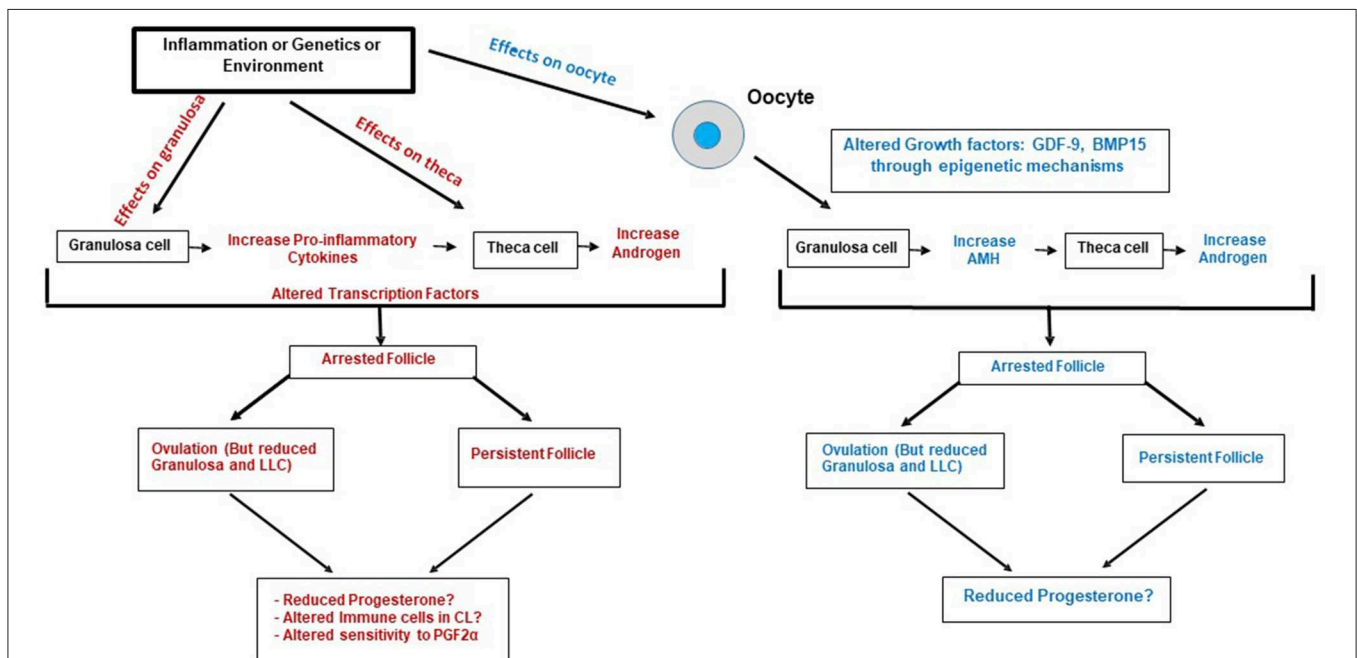 Inflammation or Genetics or
Environment
Effects on oocyte
Oocyte
Effects on granulosa
Effects on theca
Altered Growth factors: GDF-9, BMP15
through epigenetic mechanisms
Granulosa cell
Increase Pro-inflammatory
Cytokines
Theca cell
Increase
Androgen
Altered Transcription Factors
Granulosa cell
Increase
AMH
Theca cell
Increase
Androgen
Arrested Follicle
Arrested Follicle
Ovulation (But reduced
Granulosa and LLC)
Persistent Follicle
Ovulation (But reduced
Granulosa and LLC)
Persistent Follicle
- Reduced Progesterone?
- Altered Immune cells in CL?
- Altered sensitivity to PGF2α
Reduced Progesterone?